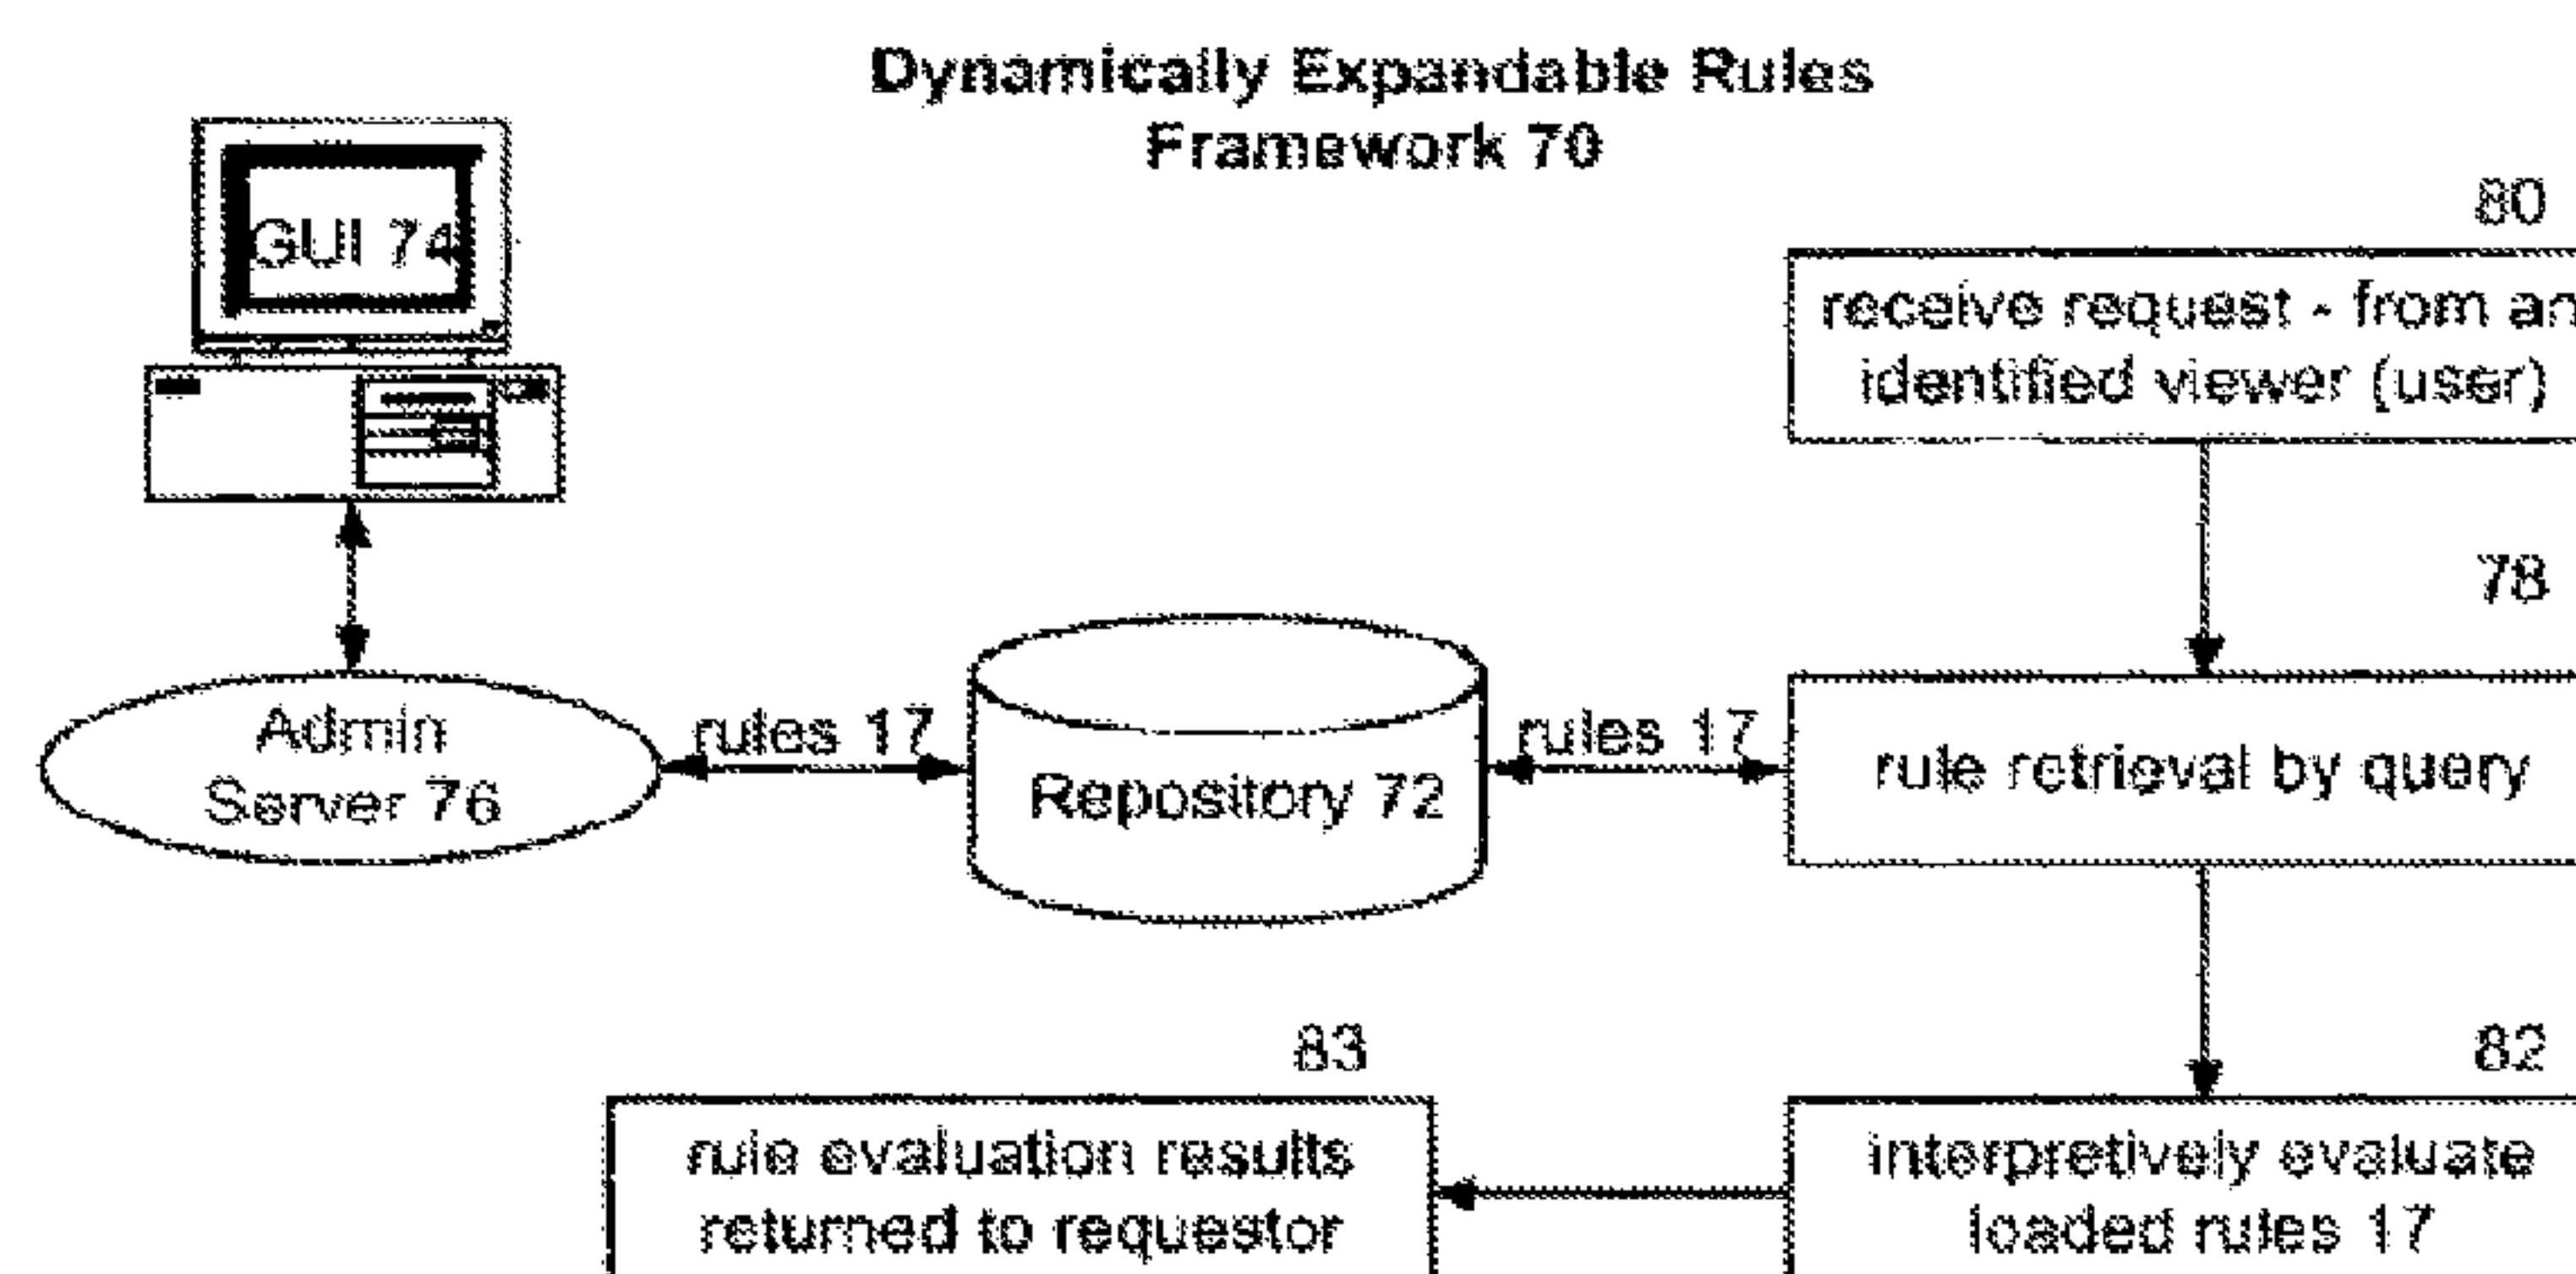 Dynamically Expandable Rules
Framework 70
GUI 74
80
receive request - from an
identified viewer (user)
78
Admin
Server 76
rules 17
Repository 72
rules 17
rule retrieval by query
83
82
rule evaluation results
returned to requestor
interpretively evaluate
loaded rules 17